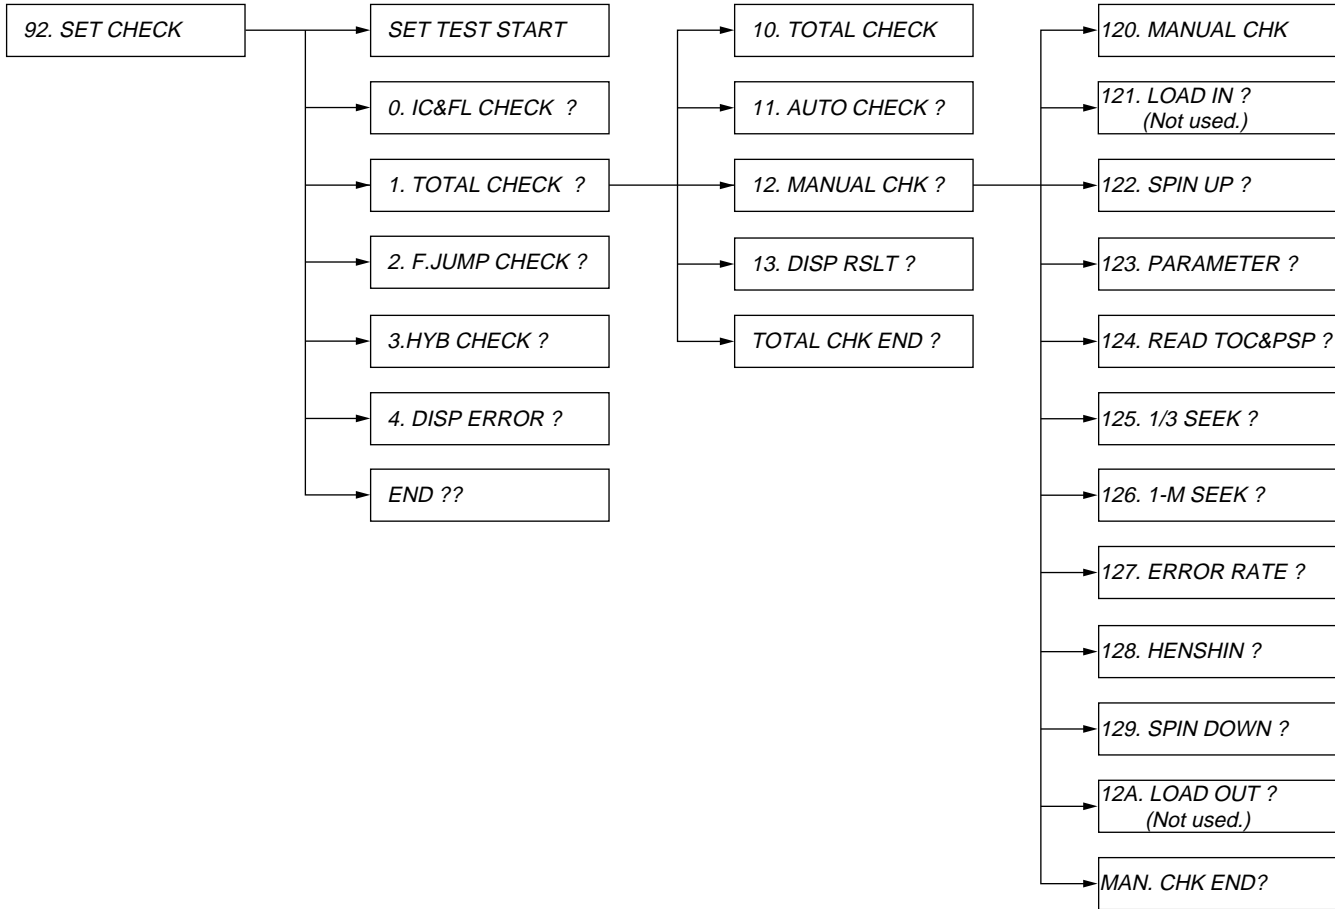 92. SET CHECK
SET TEST START
0. IC&FL CHECK ?
1. TOTAL CHECK ?
2. F.JUMP CHECK ?
3.HYB CHECK ?
4. DISP ERROR ?
END ??
10. TOTAL CHECK
11. AUTO CHECK ?
12. MANUAL CHK ?
13. DISP RSLT ?
TOTAL CHK END ?
120. MANUAL CHK
121. LOAD IN ?
(Not used.)
122. SPIN UP ?
123. PARAMETER ?
124. READ TOC&PSP ?
125. 1/3 SEEK ?
126. 1-M SEEK ?
127. ERROR RATE ?
128. HENSHIN ?
129. SPIN DOWN ?
12A. LOAD OUT ?
(Not used.)
MAN. CHK END?